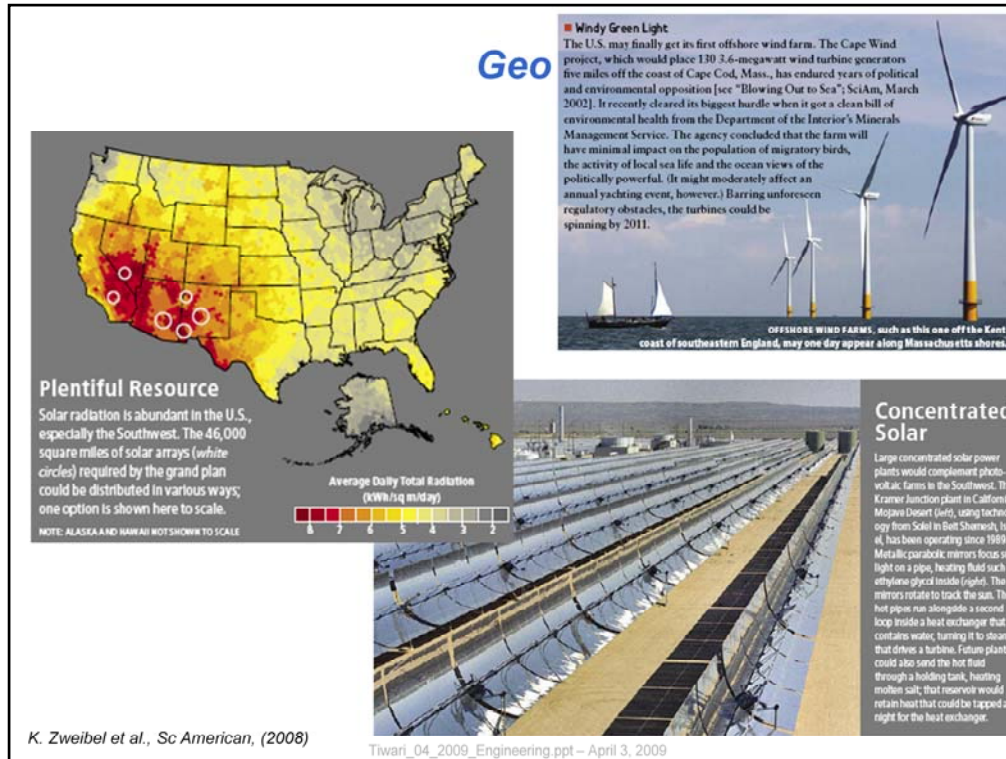 Geo
Windy Green Light
The U.S. may finally get its first offshore wind farm. The Cape Wind
project, which would place 130 3.6-megawatt wind turbine generators
five miles off the coast of Cape Cod, Mass., has endured years of political
and environmental opposition [see "Blowing Out to Sea"; SciAm, March
2002]. It recently cleared its biggest hurdle when it got a clean bill of
environmental health from the Department of the Interior's Minerals
Management Service. The agency concluded that the farm will
have minimal impact on the population of migratory birds,
the activity of local sea life and the ocean views of the
politically powerful. (It might moderately affect an
annual yachting event, however.) Barring unforeseen
regulatory obstacles, the turbines could be
spinning by 2011.
OFFSHORE WIND FARMS, such as this one off the Kent
coast of southeastern England, may one day appear along Massachusetts shores.
Plentiful Resource
Solar radiation is abundant in the U.S.,
especially the Southwest. The 46,000
square miles of solar arrays (white
circles) required by the grand plan
could be distributed in various ways;
one option is shown here to scale.
NOTE: ALASKA AND HAWAII NOT SHOWN TO SCALE
Average Daily Total Radiation
(kWh/sq m/day)
8 7 6 5 4 3 2
Concentrated
Solar
Large concentrated solar power
plants would complement photo-
voltaic farms in the Southwest. Th
Kramer Junction plant in Californ
Mojave Desert (left), using techno
ogy from Solel in Beit Shemesh, Is
el, has been operating since 1989
Metallic parabolic mirrors focus su
light on a pipe, heating fluid such
ethylene glycol inside (right). The
mirrors rotate to track the sun. Th
hot pipes run alongside a second
loop inside a heat exchanger that
contains water, turning it to steam
that drives a turbine. Future plant
could also send the hot fluid
through a holding tank, heating
molten salt; that reservoir would
retain heat that could be tapped a
night for the heat exchanger.
K. Zweibel et al., Sc American, (2008)
Tiwari_04_2009_Engineering.ppt – April 3, 2009